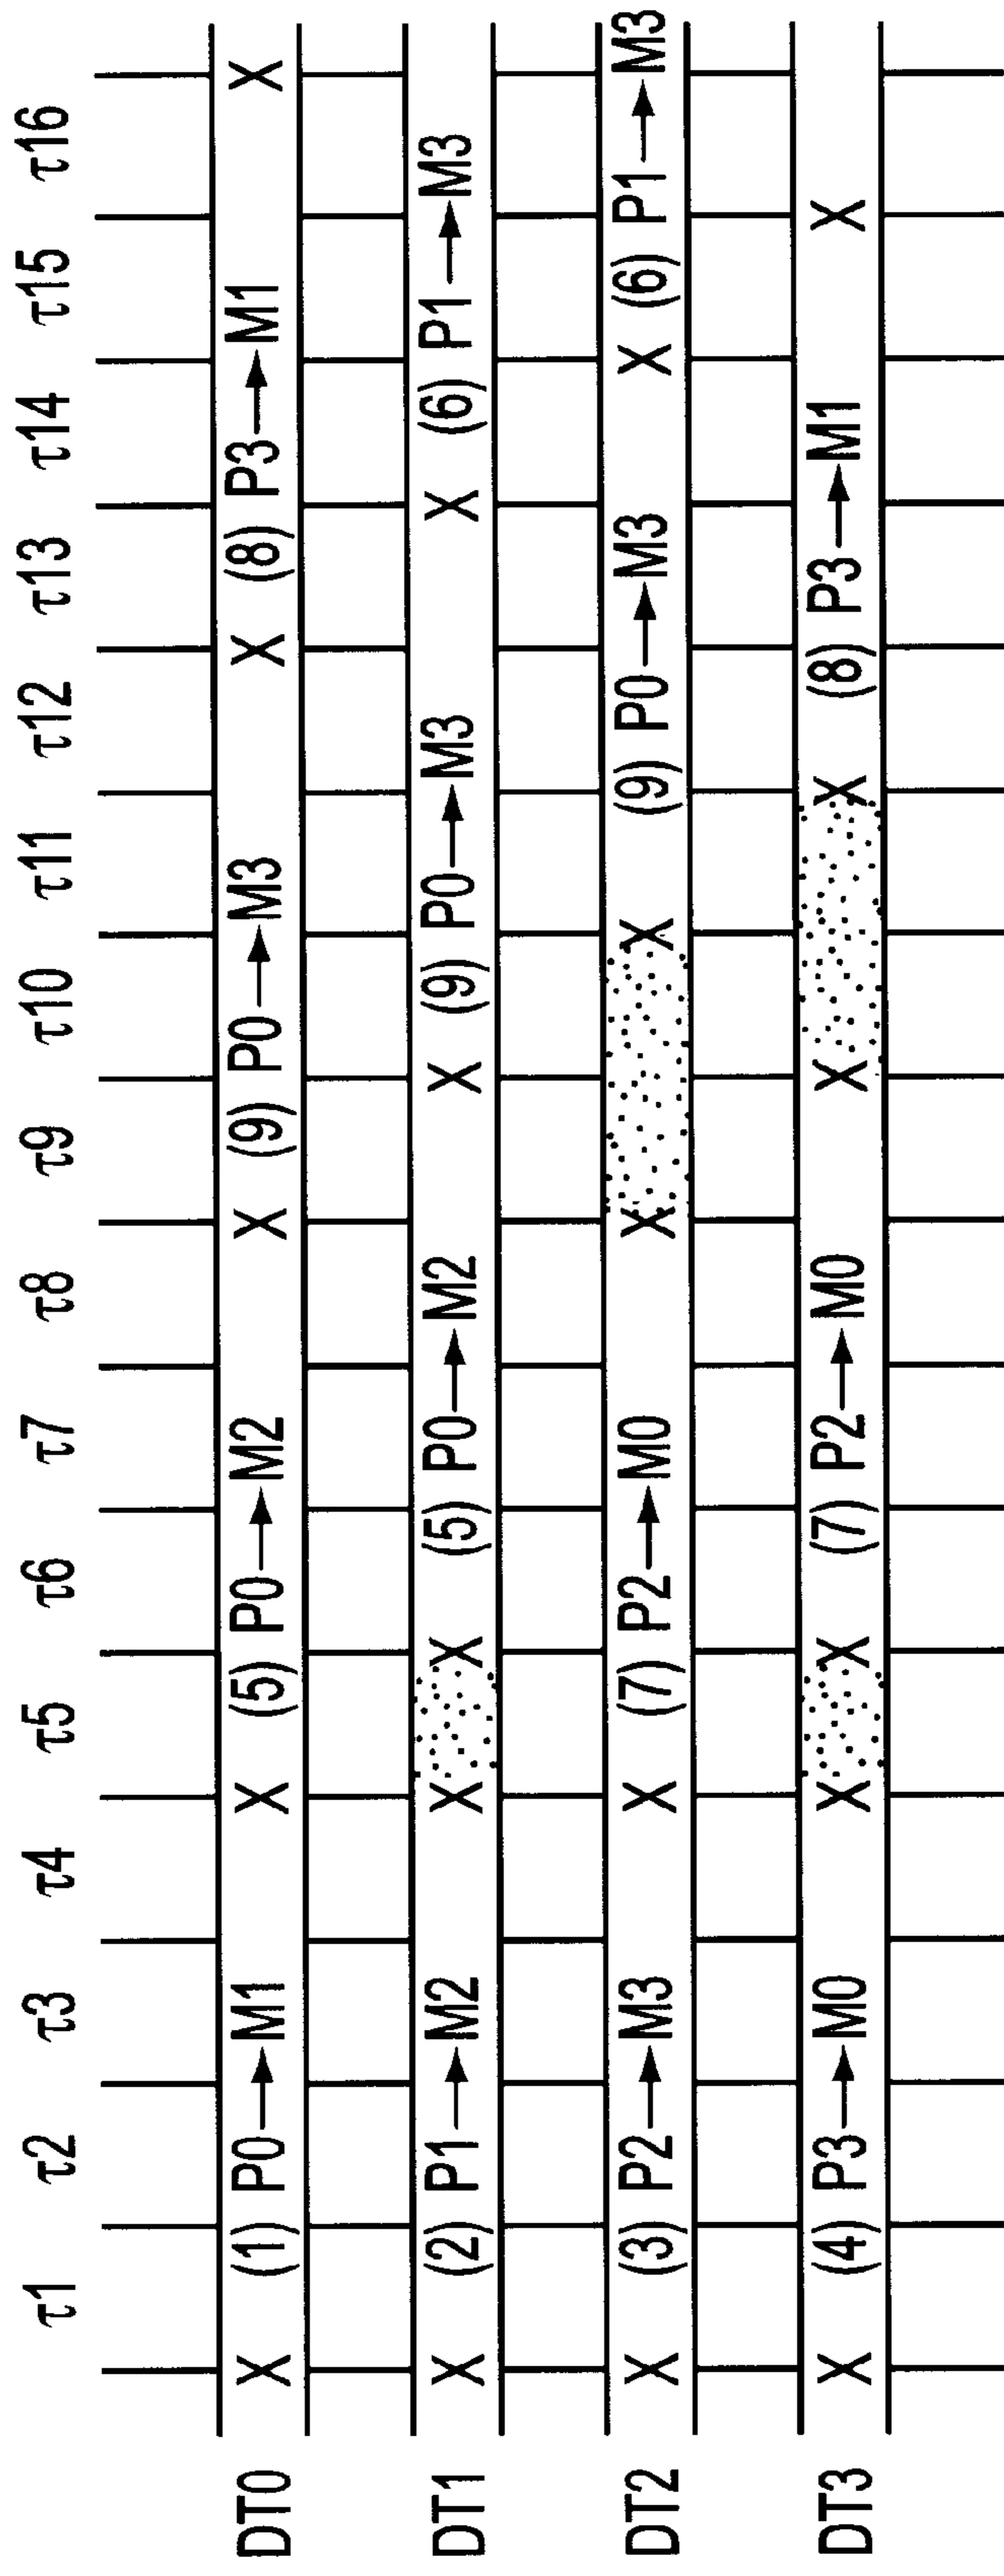 τ1 τ2 τ3 τ4 τ5 τ6 τ7 τ8 τ9 τ10 τ11 τ12 τ13 τ14 τ15 τ16
DT0 X (1) P0→M1 X (5) P0→M2 X (9) P0→M3 X (8) P3→M1 X
DT1 X (2) P1→M2 X X (5) P0→M2 X (9) P0→M3 X (6) P1→M3
DT2 X (3) P2→M3 X (7) P2→M0 X X (9) P0→M3 X (6) P1→M3
DT3 X (4) P3→M0 X X (7) P2→M0 X X (8) P3→M1 X